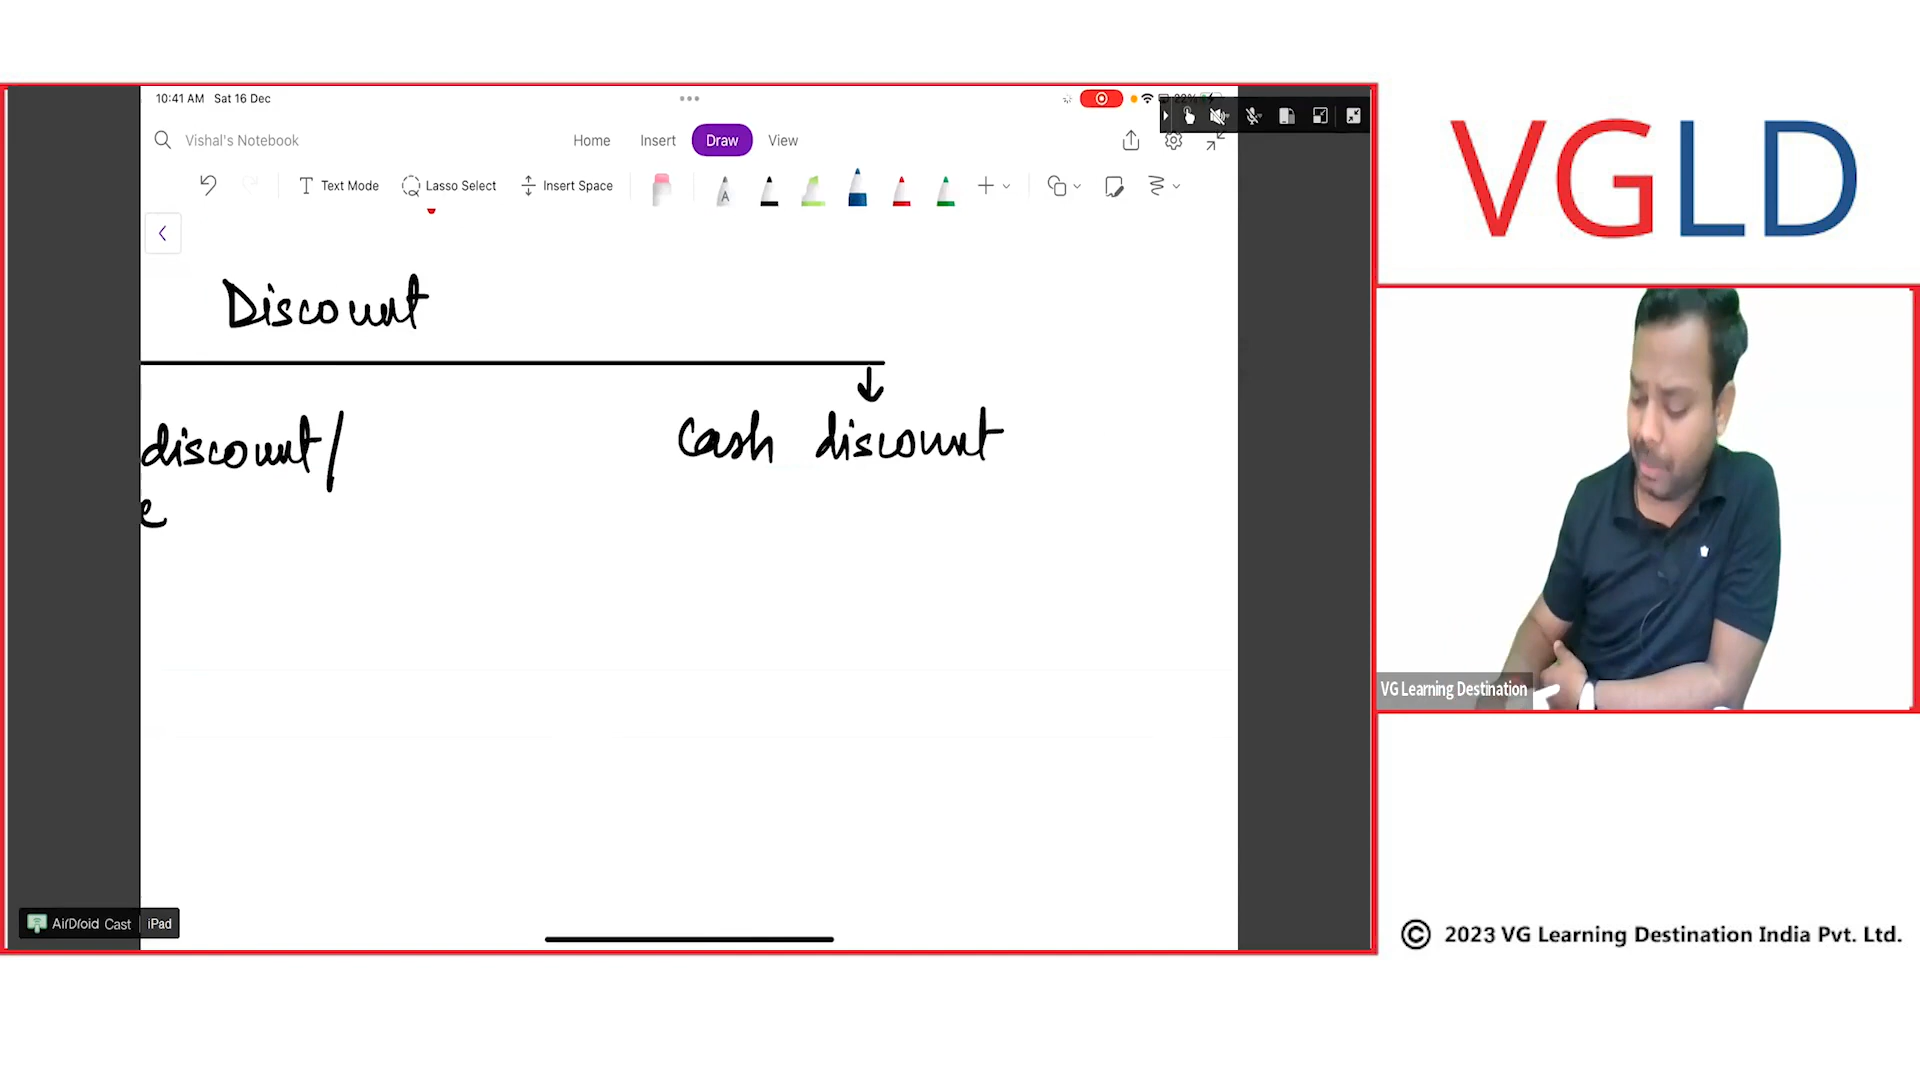 10:41 AM Sat 16 Dec
22%
Vishal's Notebook
Home Insert Draw View
Text Mode Lasso Select Insert Space
A
Discount
discount/ cash discount
e
AirDroid Cast iPad
VGLD
VG Learning Destination
© 2023 VG Learning Destination India Pvt. Ltd.